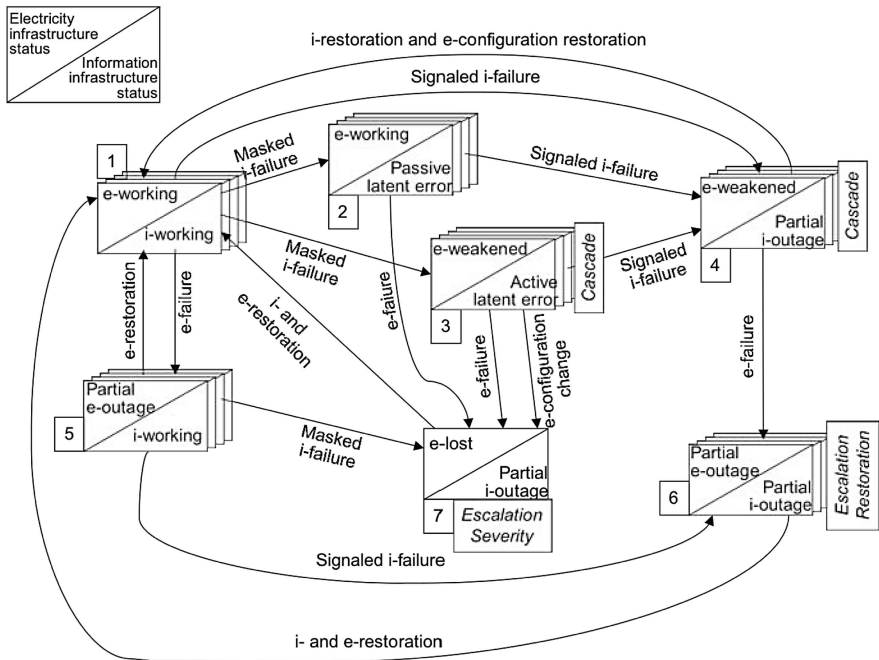 Electricity
infrastructure
status
Information
infrastructure
status
i-restoration and e-configuration restoration
Signaled i-failure
1
e-working
i-working
Masked
i-failure
e-working
Passive
latent error
2
Signaled i-failure
e-weakened
Partial
i-outage
4
Cascade
Masked
i-failure
e-weakened
Active
latent error
3
Cascade
Signaled
i-failure
e-restoration
e-failure
i- and
e-restoration
e-failure
e-failure
e-configuration
change
e-failure
Partial
e-outage
i-working
5
Masked
i-failure
e-lost
Partial
i-outage
7
Escalation
Severity
Partial
e-outage
Partial
i-outage
6
Escalation
Restoration
Signaled i-failure
i- and e-restoration